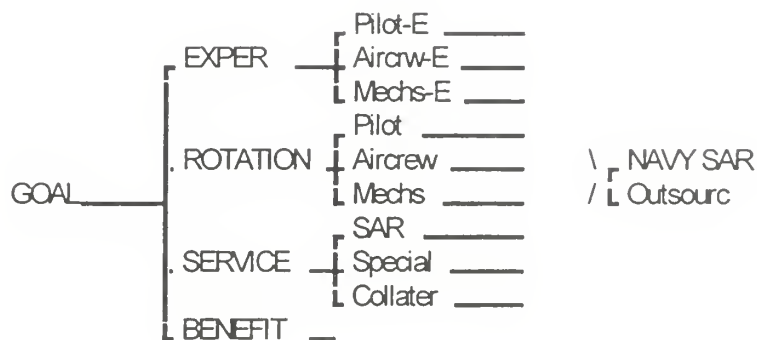 Pilot-E
EXPER Aircrw-E
Mechs-E
Pilot
ROTATION Aircrew \ NAVY SAR
GOAL Mechs / Outsourc
SAR
SERVICE Special
Collater
BENEFIT